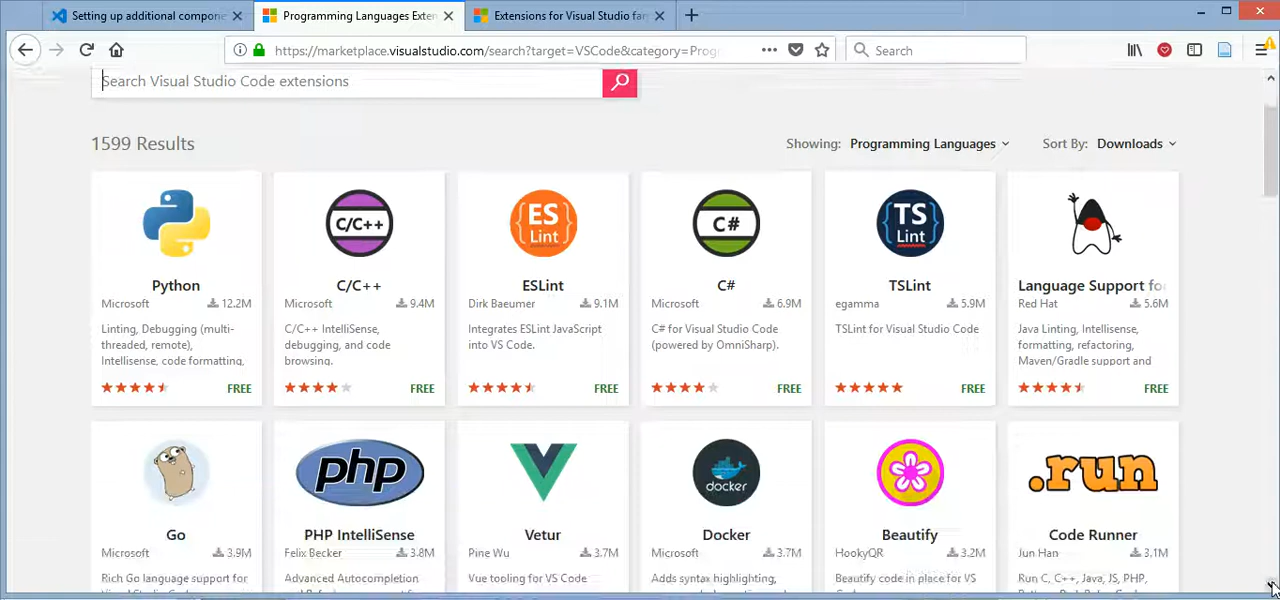 Setting up additional compone
Programming Languages Exten
Extensions for Visual Studio fam
https://marketplace.visualstudio.com/search?target=VSCode&category=Prog
Search
Search Visual Studio Code extensions
1599 Results
Showing: Programming Languages
Sort By: Downloads
C/C++
ES
Lint
C#
TS
Lint
Python
C/C++
ESLint
C#
TSLint
Language Support fo
Microsoft 12.2M
Microsoft 9.4M
Dirk Baeumer 9.1M
Microsoft 6.9M
egamma 5.9M
Red Hat 5.6M
Linting, Debugging (multi-
threaded, remote),
Intellisense, code formatting,
C/C++ IntelliSense,
debugging, and code
browsing.
Integrates ESLint JavaScript
into VS Code.
C# for Visual Studio Code
(powered by OmniSharp).
TSLint for Visual Studio Code
Java Linting, Intellisense,
formatting, refactoring,
Maven/Gradle support and
FREE
FREE
FREE
FREE
FREE
FREE
php
docker
.run
Go
PHP IntelliSense
Vetur
Docker
Beautify
Code Runner
Microsoft 3.9M
Felix Becker 3.8M
Pine Wu 3.7M
Microsoft 3.7M
HookyQR 3.2M
Jun Han 3.1M
Rich Go language support for
Advanced Autocompletion
Vue tooling for VS Code
Adds syntax highlighting,
Beautify code in place for VS
Run C, C++, Java, JS, PHP,